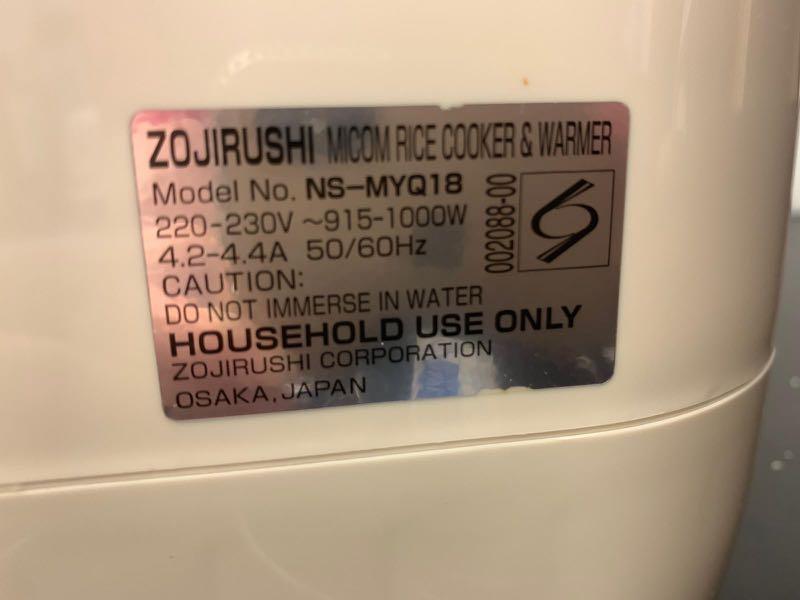 ZOJIRUSHI MICOM RICE COOKER & WARMER
Model No. NS-MYQ18
220-230V ~915-1000W
4.2-4.4A 50/60Hz
002088-00
CAUTION:
DO NOT IMMERSE IN WATER
HOUSEHOLD USE ONLY
ZOJIRUSHI CORPORATION
OSAKA, JAPAN